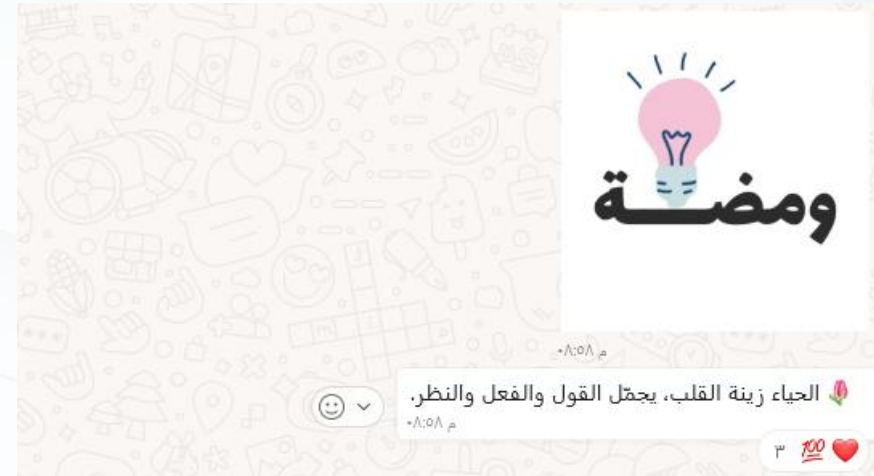 ومضة
٠٨:٥٨ م
🌷 الحياء زينة القلب، يجمّل القول والفعل والنظر.
٠٨:٥٨ م
❤️ 💯 ٣